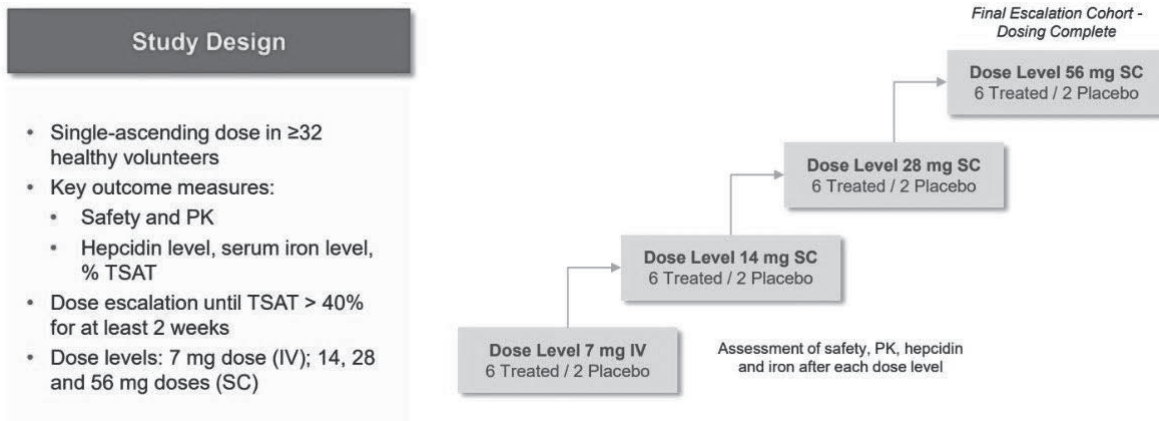 Study Design
• Single-ascending dose in ≥32
healthy volunteers
• Key outcome measures:
• Safety and PK
• Hepcidin level, serum iron level,
% TSAT
• Dose escalation until TSAT > 40%
for at least 2 weeks
• Dose levels: 7 mg dose (IV); 14, 28
and 56 mg doses (SC)
Final Escalation Cohort -
Dosing Complete
Dose Level 56 mg SC
6 Treated / 2 Placebo
Dose Level 28 mg SC
6 Treated / 2 Placebo
Dose Level 14 mg SC
6 Treated / 2 Placebo
Dose Level 7 mg IV
6 Treated / 2 Placebo
Assessment of safety, PK, hepcidin
and iron after each dose level